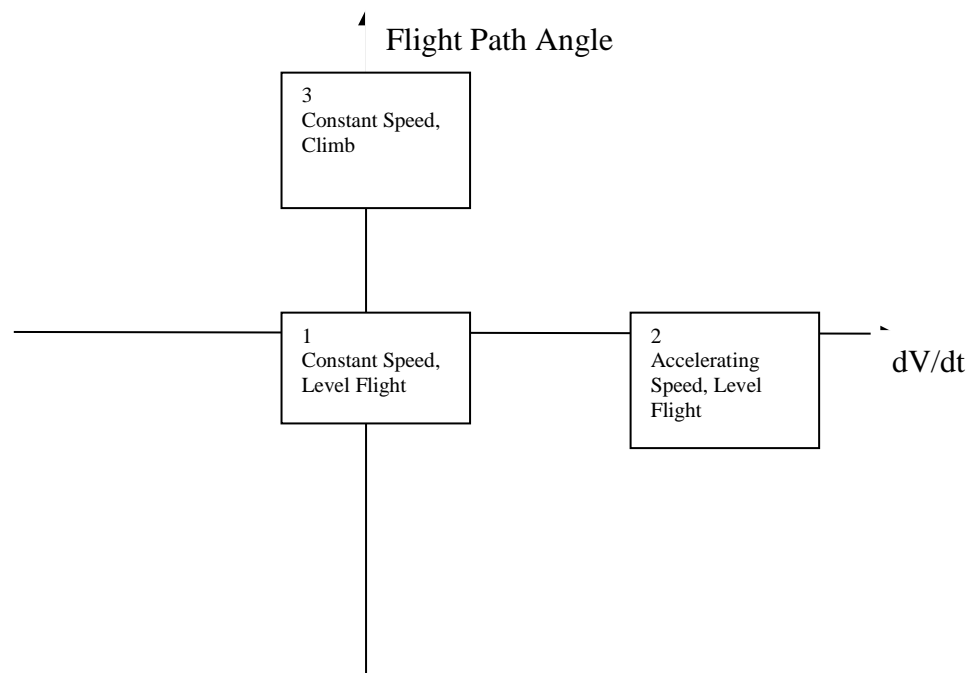 Flight Path Angle
3
Constant Speed,
Climb
1
Constant Speed,
Level Flight
2
Accelerating
Speed, Level
Flight
dV/dt